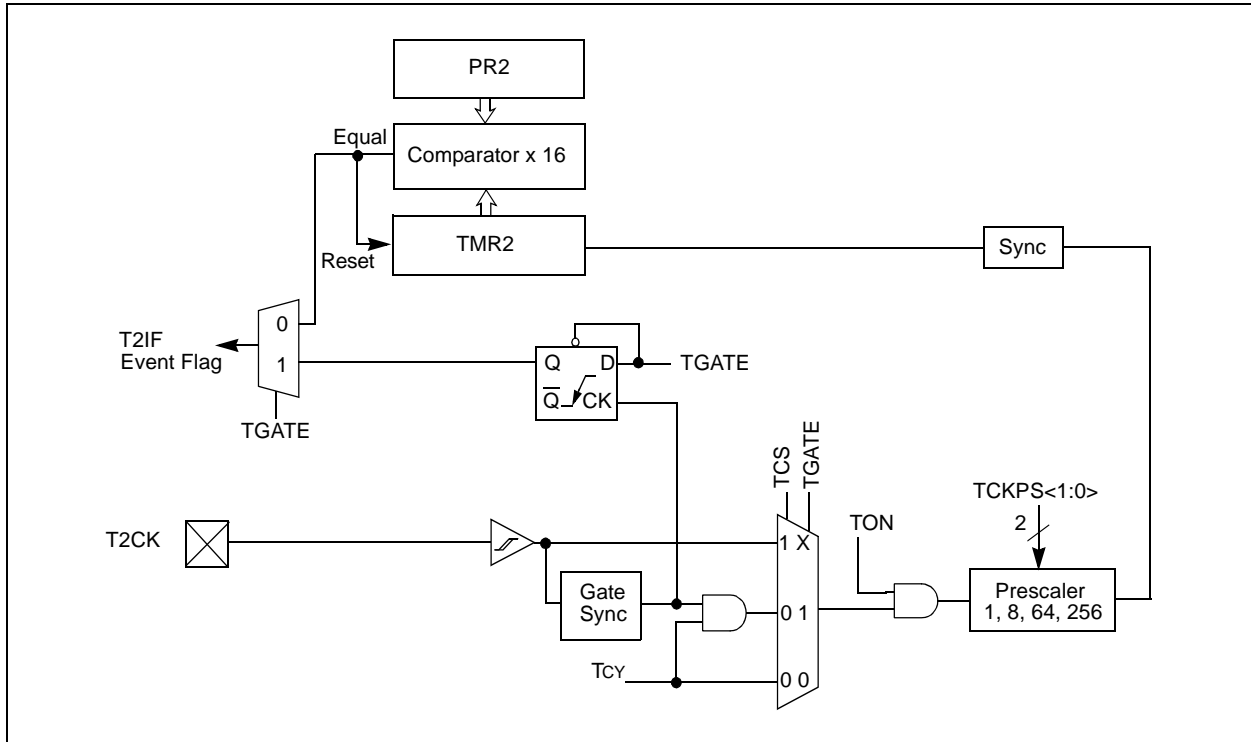 PR2
Equal
Comparator x 16
Reset
TMR2
Sync
0
T2IF
Event Flag
1
Q
D
TGATE
Q̅
CK
TGATE
TCS
TGATE
TCKPS<1:0>
2
TON
T2CK
1 X
Gate
Sync
0 1
Prescaler
1, 8, 64, 256
TCY
0 0